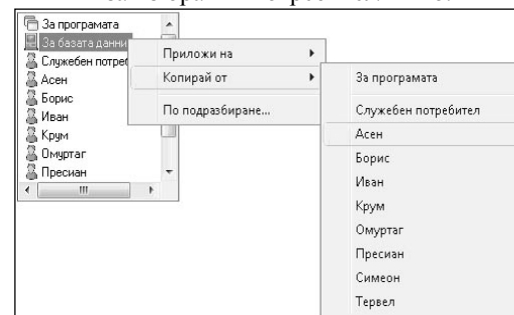 За програмата
За базата данни
Служебен потреб
Асен
Борис
Иван
Крум
Омуртаг
Пресиан
Приложи на
Копирай от
По подразбиране...
За програмата
Служебен потребител
Асен
Борис
Иван
Крум
Омуртаг
Пресиан
Симеон
Тервел